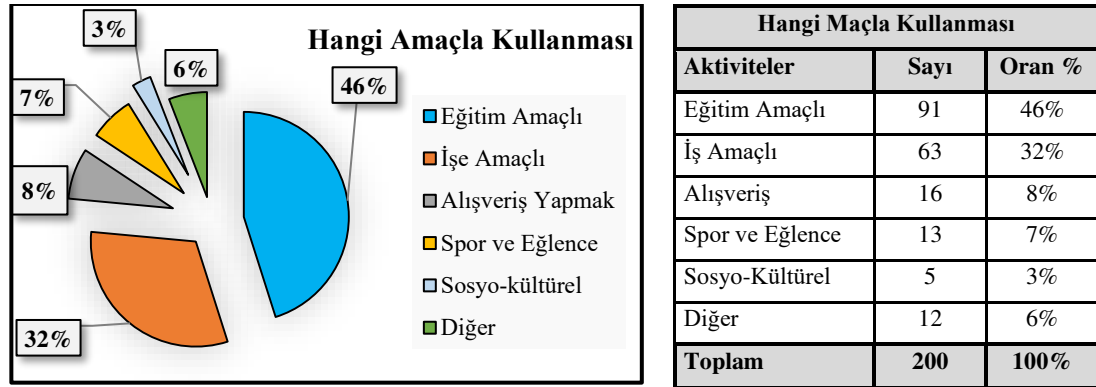 Hangi Amaçla Kullanması
3%
6%
46%
7%
8%
32%
Eğitim Amaçlı
İşe Amaçlı
Alışveriş Yapmak
Spor ve Eğlence
Sosyo-kültürel
Diğer
Hangi Maçla Kullanması
Aktiviteler Sayı Oran %
Eğitim Amaçlı 91 46%
İş Amaçlı 63 32%
Alışveriş 16 8%
Spor ve Eğlence 13 7%
Sosyo-Kültürel 5 3%
Diğer 12 6%
Toplam 200 100%